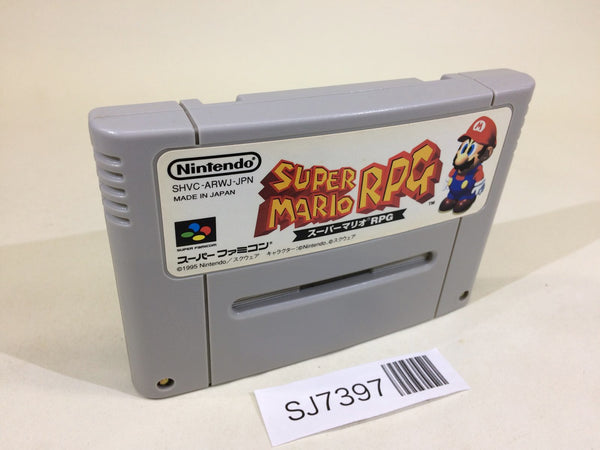 Nintendo
SHVC-ARWJ-JPN
MADE IN JAPAN
SUPER FAMICOM
スーパーファミコン
©1995 Nintendo／スクウェア キャラクター：©Nintendo, ©スクウェア
SUPER
MARIO RPG
TM
スーパーマリオRPG
M
SJ7397